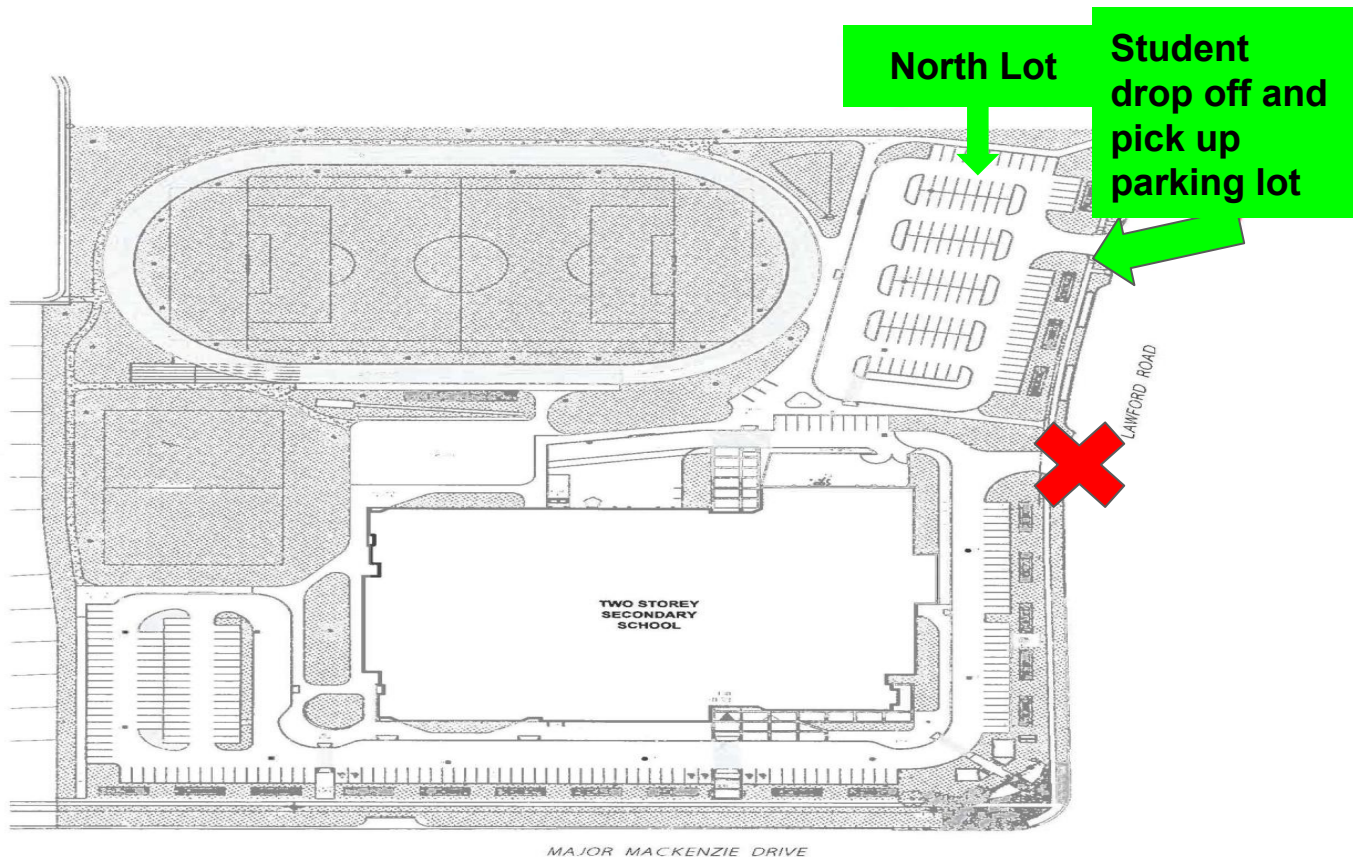 North Lot
Student
drop off and
pick up
parking lot
LAWFORD ROAD
TWO STOREY
SECONDARY
SCHOOL
MAJOR MACKENZIE DRIVE